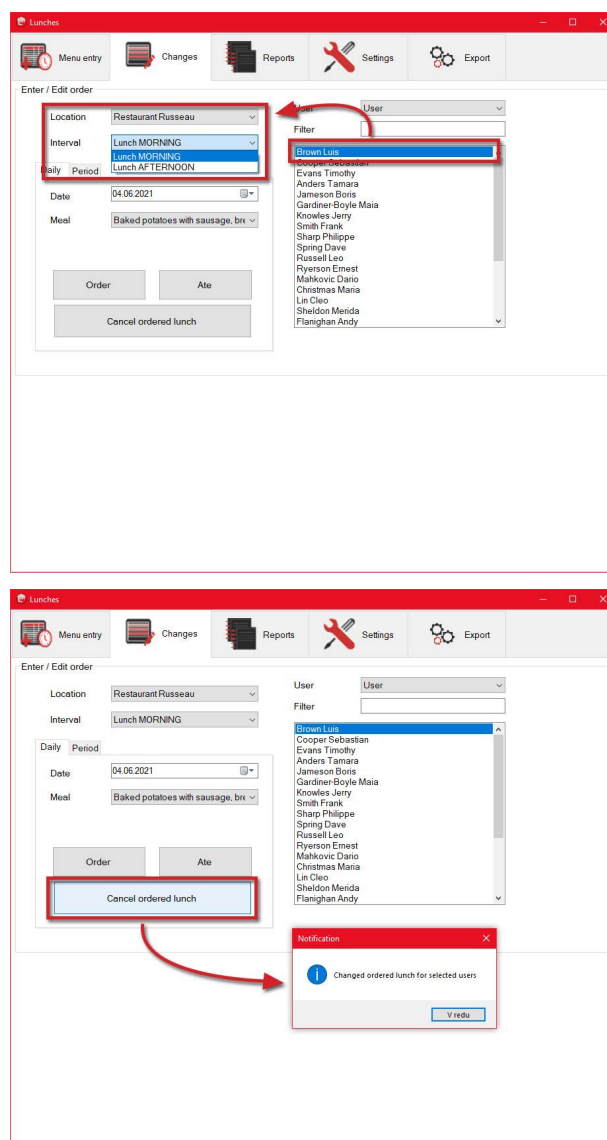 Lunches
Menu entry Changes Reports Settings Export
Enter / Edit order
Location Restaurant Russeau
Interval Lunch MORNING
Lunch MORNING
Lunch AFTERNOON
Daily Period
Date 04.06.2021
Meal Baked potatoes with sausage, bre
Order Ate
Cancel ordered lunch
User User
Filter
Brown Luis
Cooper Sebastian
Evans Timothy
Anders Tamara
Jameson Boris
Gardiner-Boyle Maia
Knowles Jerry
Smith Frank
Sharp Philippe
Spring Dave
Russell Leo
Ryerson Ernest
Mahkovic Dario
Christmas Maria
Lin Cleo
Sheldon Merida
Flanighan Andy
Lunches
Menu entry Changes Reports Settings Export
Enter / Edit order
Location Restaurant Russeau
Interval Lunch MORNING
Daily Period
Date 04.06.2021
Meal Baked potatoes with sausage, bre
Order Ate
Cancel ordered lunch
User User
Filter
Brown Luis
Cooper Sebastian
Evans Timothy
Anders Tamara
Jameson Boris
Gardiner-Boyle Maia
Knowles Jerry
Smith Frank
Sharp Philippe
Spring Dave
Russell Leo
Ryerson Ernest
Mahkovic Dario
Christmas Maria
Lin Cleo
Sheldon Merida
Flanighan Andy
Notification
Changed ordered lunch for selected users
V redu